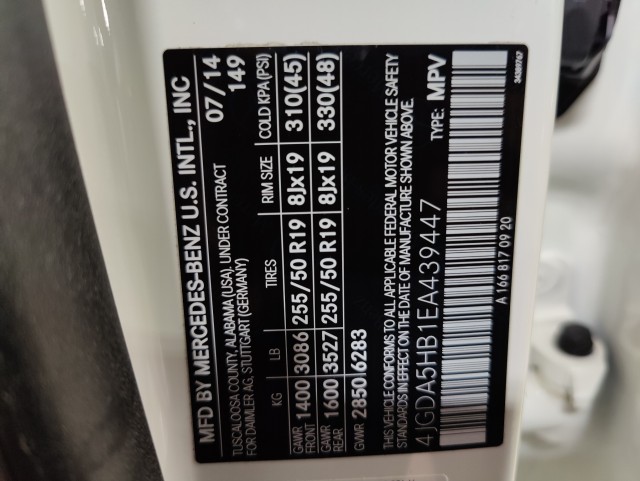 MFD BY MERCEDES-BENZ U.S. INTL., INC
TUSCALOOSA COUNTY, ALABAMA (USA), UNDER CONTRACT 07/14
FOR DAIMLER AG, STUTTGART (GERMANY) 149
KG LB TIRES RIM SIZE COLD KPA(PSI)
GAWR FRONT 1400 3086 255/50 R19 8Jx19 310(45)
GAWR REAR 1600 3527 255/50 R19 8Jx19 330(48)
GVWR 2850 6283
THIS VEHICLE CONFORMS TO ALL APPLICABLE FEDERAL MOTOR VEHICLE SAFETY
STANDARDS IN EFFECT ON THE DATE OF MANUFACTURE SHOWN ABOVE.
4JGDA5HB1EA439447 TYPE: MPV
A 166 817 09 20